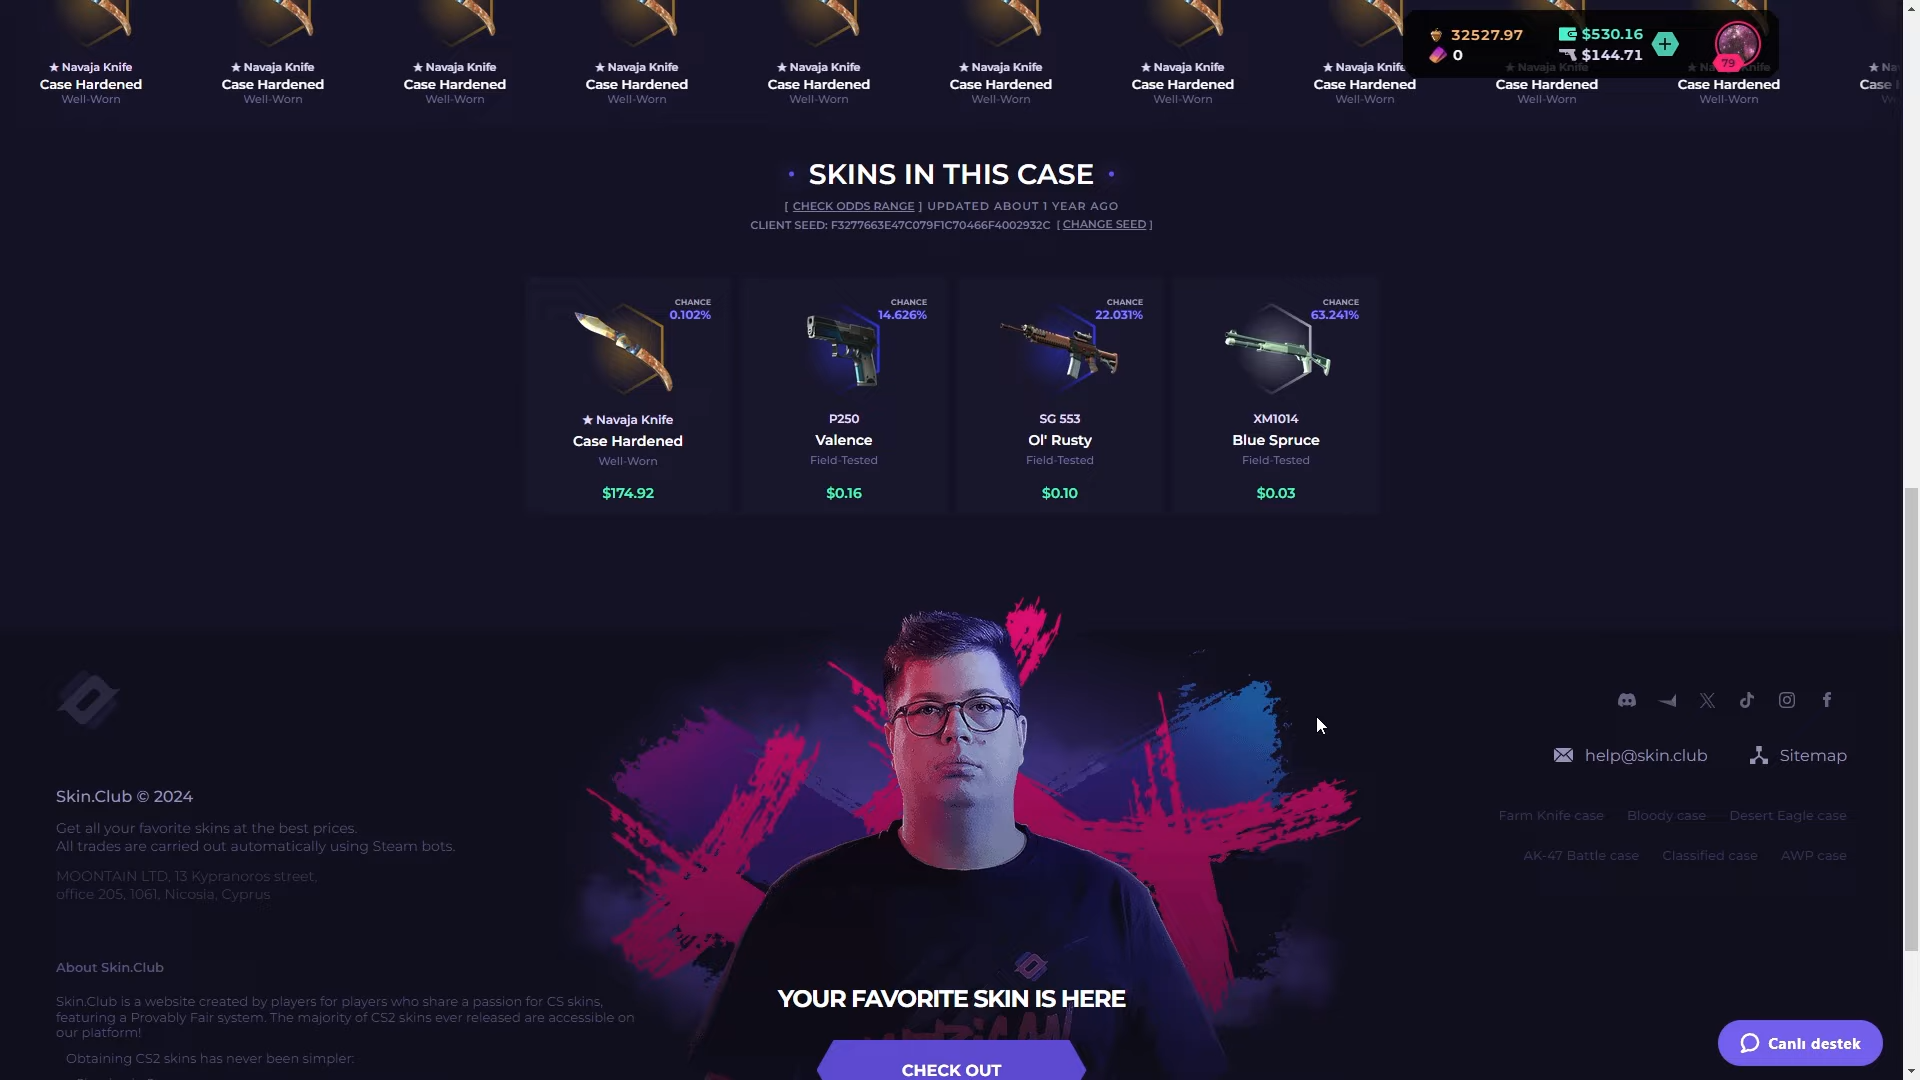 ★ Navaja Knife
Case Hardened
Well-Worn
★ Navaja Knife
Case Hardened
Well-Worn
★ Navaja Knife
Case Hardened
Well-Worn
★ Navaja Knife
Case Hardened
Well-Worn
★ Navaja Knife
Case Hardened
Well-Worn
★ Navaja Knife
Case Hardened
Well-Worn
★ Navaja Knife
Case Hardened
Well-Worn
★ Navaja Knife
Case Hardened
Well-Worn
★ Navaja Knife
Case Hardened
Well-Worn
★ Navaja Knife
Case Hardened
Well-Worn
★ Na
Case
32527.97
0
$530.16
$144.71
79
SKINS IN THIS CASE
[ CHECK ODDS RANGE ] UPDATED ABOUT 1 YEAR AGO
CLIENT SEED: F3277663E47C079F1C70466F4002932C [ CHANGE SEED ]
CHANCE
0.102%
★ Navaja Knife
Case Hardened
Well-Worn
$174.92
CHANCE
14.626%
P250
Valence
Field-Tested
$0.16
CHANCE
22.031%
SG 553
Ol' Rusty
Field-Tested
$0.10
CHANCE
63.241%
XM1014
Blue Spruce
Field-Tested
$0.03
Skin.Club © 2024
Get all your favorite skins at the best prices.
All trades are carried out automatically using Steam bots.
MOONTAIN LTD, 13 Kypranoros street,
office 205, 1061, Nicosia, Cyprus
About Skin.Club
Skin.Club is a website created by players for players who share a passion for CS skins,
featuring a Provably Fair system. The majority of CS2 skins ever released are accessible on
our platform!
Obtaining CS2 skins has never been simpler:
YOUR FAVORITE SKIN IS HERE
CHECK OUT
help@skin.club
Sitemap
Farm Knife case
Bloody case
Desert Eagle case
AK-47 Battle case
Classified case
AWP case
Canlı destek